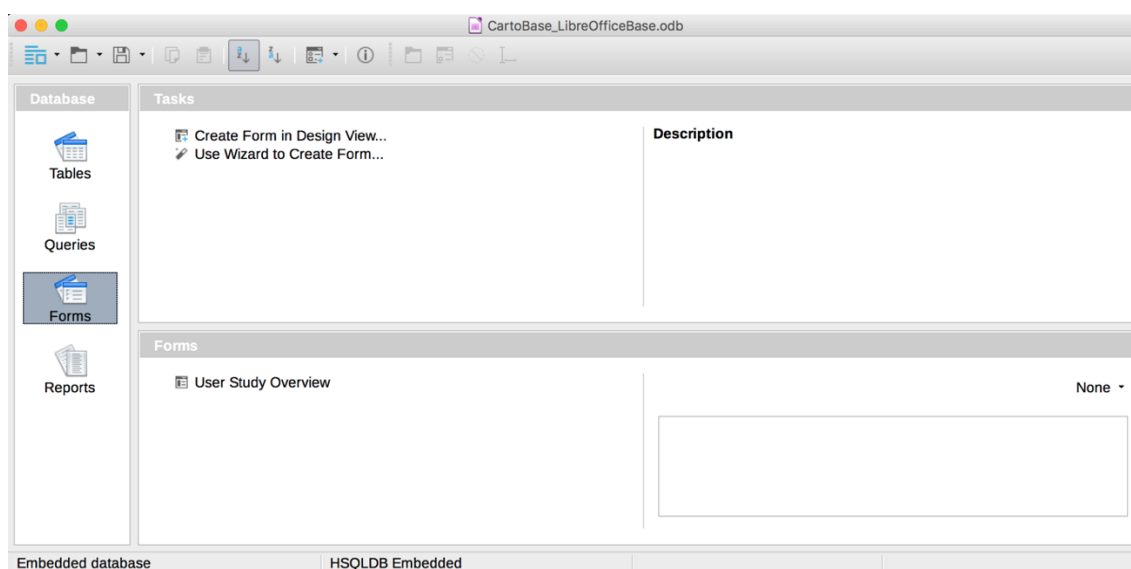 CartoBase_LibreOfficeBase.odb
Database
Tables
Queries
Forms
Reports
Tasks
Create Form in Design View...
Use Wizard to Create Form...
Description
Forms
User Study Overview
None
Embedded database
HSQLDB Embedded